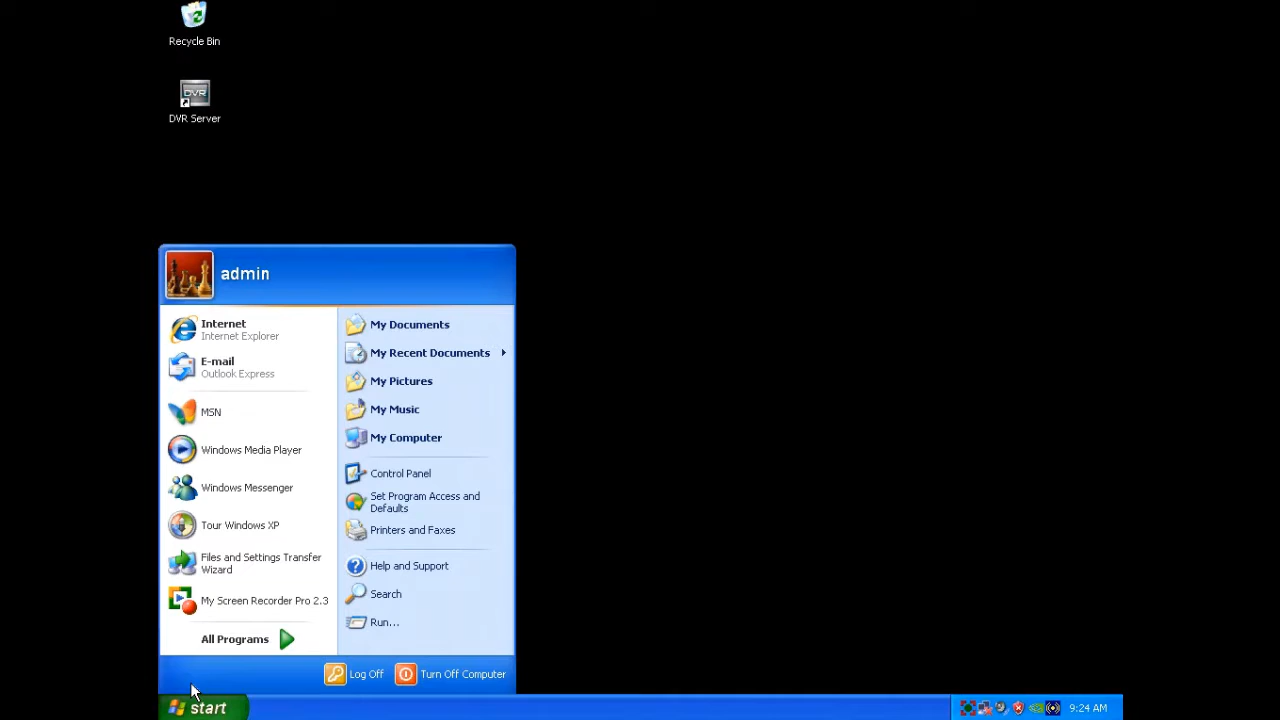 Recycle Bin
DVR
DVR Server
admin
Internet
Internet Explorer
E-mail
Outlook Express
MSN
Windows Media Player
Windows Messenger
Tour Windows XP
Files and Settings Transfer
Wizard
My Screen Recorder Pro 2.3
All Programs
My Documents
My Recent Documents
My Pictures
My Music
My Computer
Control Panel
Set Program Access and
Defaults
Printers and Faxes
Help and Support
Search
Run...
Log Off
Turn Off Computer
start
9:24 AM